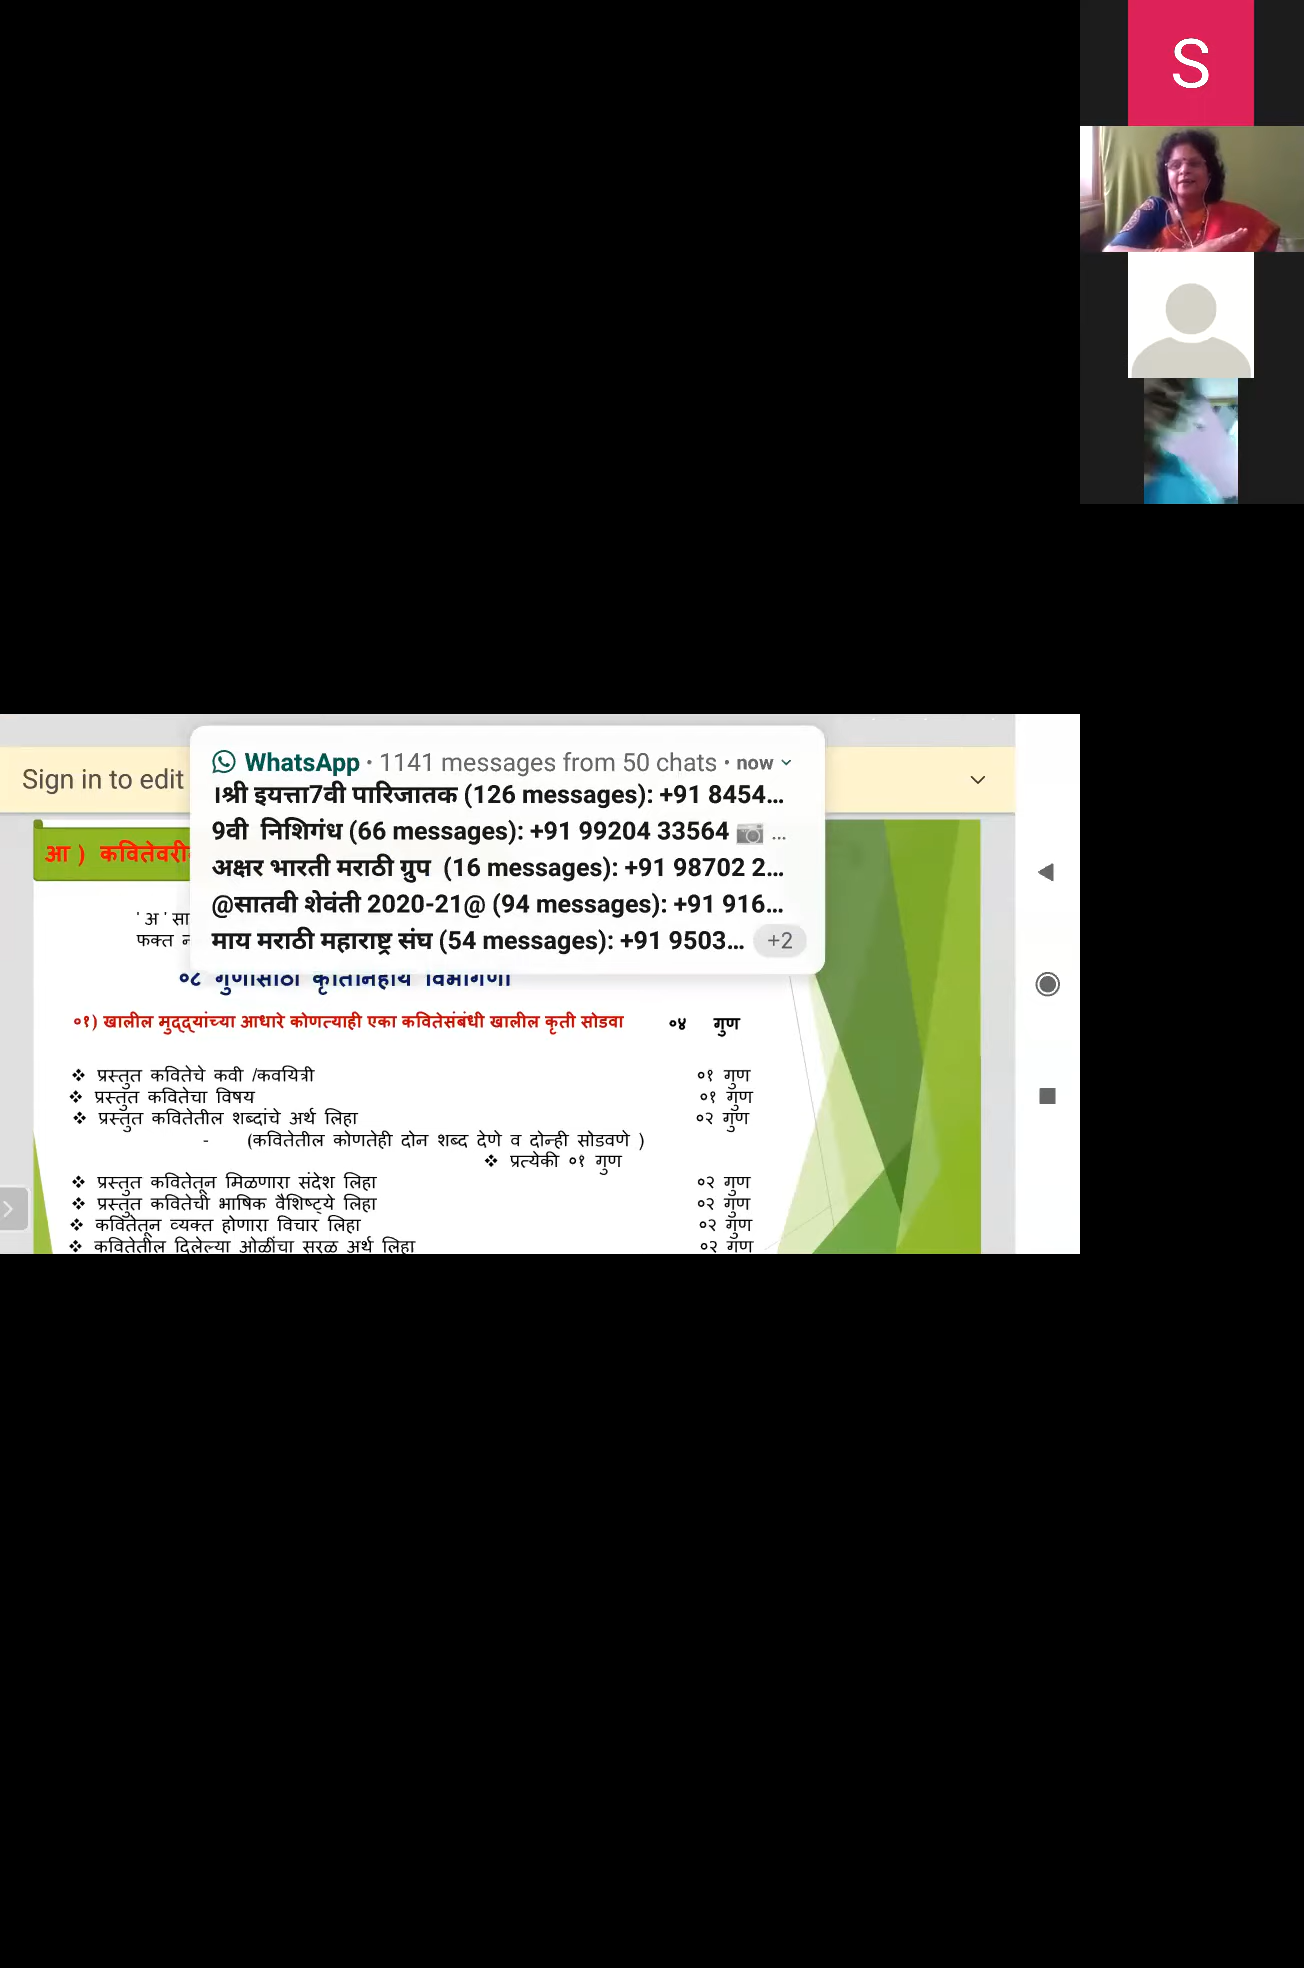 S
WhatsApp • 1141 messages from 50 chats • now
Sign in to edit
।श्री इयत्ता7वी पारिजातक (126 messages): +91 8454...
9वी निशिगंध (66 messages): +91 99204 33564 📷 ...
आ ) कवितेवरी
अक्षर भारती मराठी ग्रुप (16 messages): +91 98702 2...
@सातवी शेवंती 2020-21@ (94 messages): +91 916...
' अ ' सा
माय मराठी महाराष्ट्र संघ (54 messages): +91 9503... +2
फक्त
०८ गुणांसाठी कृतीनिहाय विभागणी
०१) खालील मुद्द्यांच्या आधारे कोणत्याही एका कवितेसंबंधी खालील कृती सोडवा ०४ गुण
❖ प्रस्तुत कवितेचे कवी /कवयित्री ०१ गुण
❖ प्रस्तुत कवितेचा विषय ०१ गुण
❖ प्रस्तुत कवितेतील शब्दांचे अर्थ लिहा ०२ गुण
- (कवितेतील कोणतेही दोन शब्द देणे व दोन्ही सोडवणे )
❖ प्रत्येकी ०१ गुण
❖ प्रस्तुत कवितेतून मिळणारा संदेश लिहा ०२ गुण
❖ प्रस्तुत कवितेची भाषिक वैशिष्ट्ये लिहा ०२ गुण
❖ कवितेतून व्यक्त होणारा विचार लिहा ०२ गुण
❖ कवितेतील दिलेल्या ओळींचा सरळ अर्थ लिहा ०२ गुण